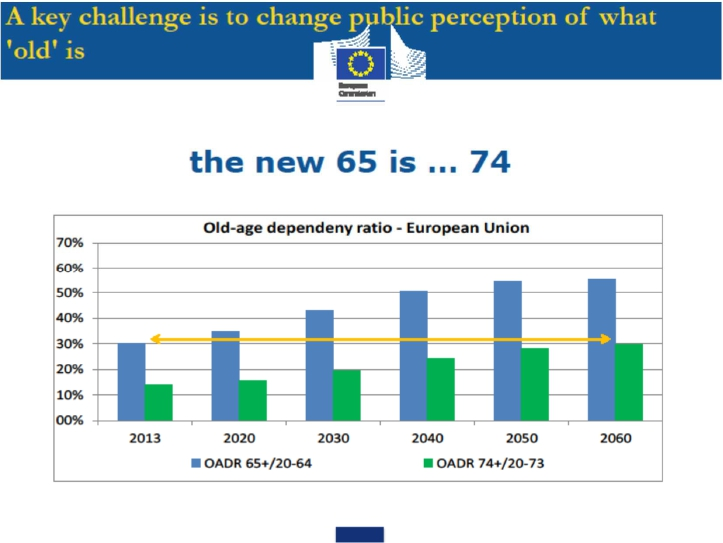 A key challenge is to change public perception of what
'old' is
European
Commission
the new 65 is ... 74
Old-age dependeny ratio - European Union
70%
60%
50%
40%
30%
20%
10%
00%
2013 2020 2030 2040 2050 2060
OADR 65+/20-64 OADR 74+/20-73